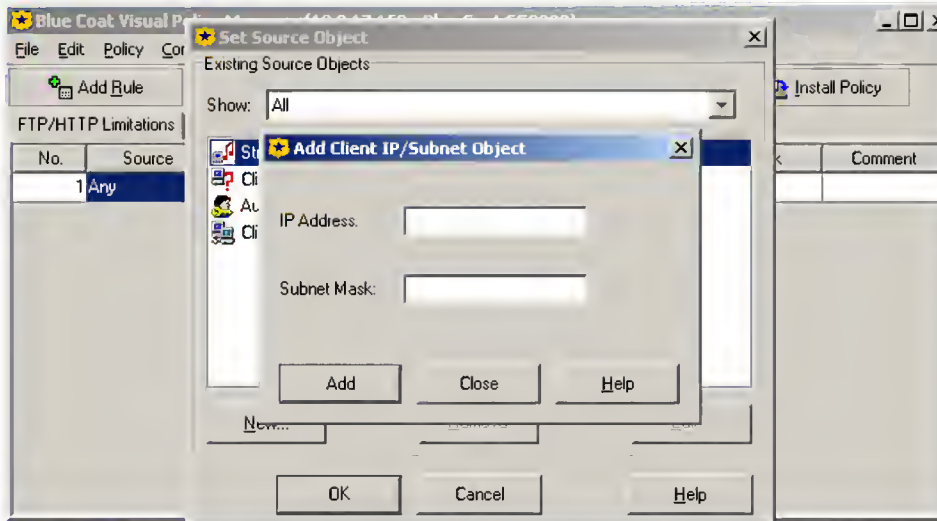 Blue Coat Visual
Set Source Object
File Edit Policy
Existing Source Objects
Add Rule
Show: All
Install Policy
FTP/HTTP Limitations
Add Client IP/Subnet Object
No. Source Comment
1 Any
IP Address.
Subnet Mask:
Add Close Help
New...
OK Cancel Help